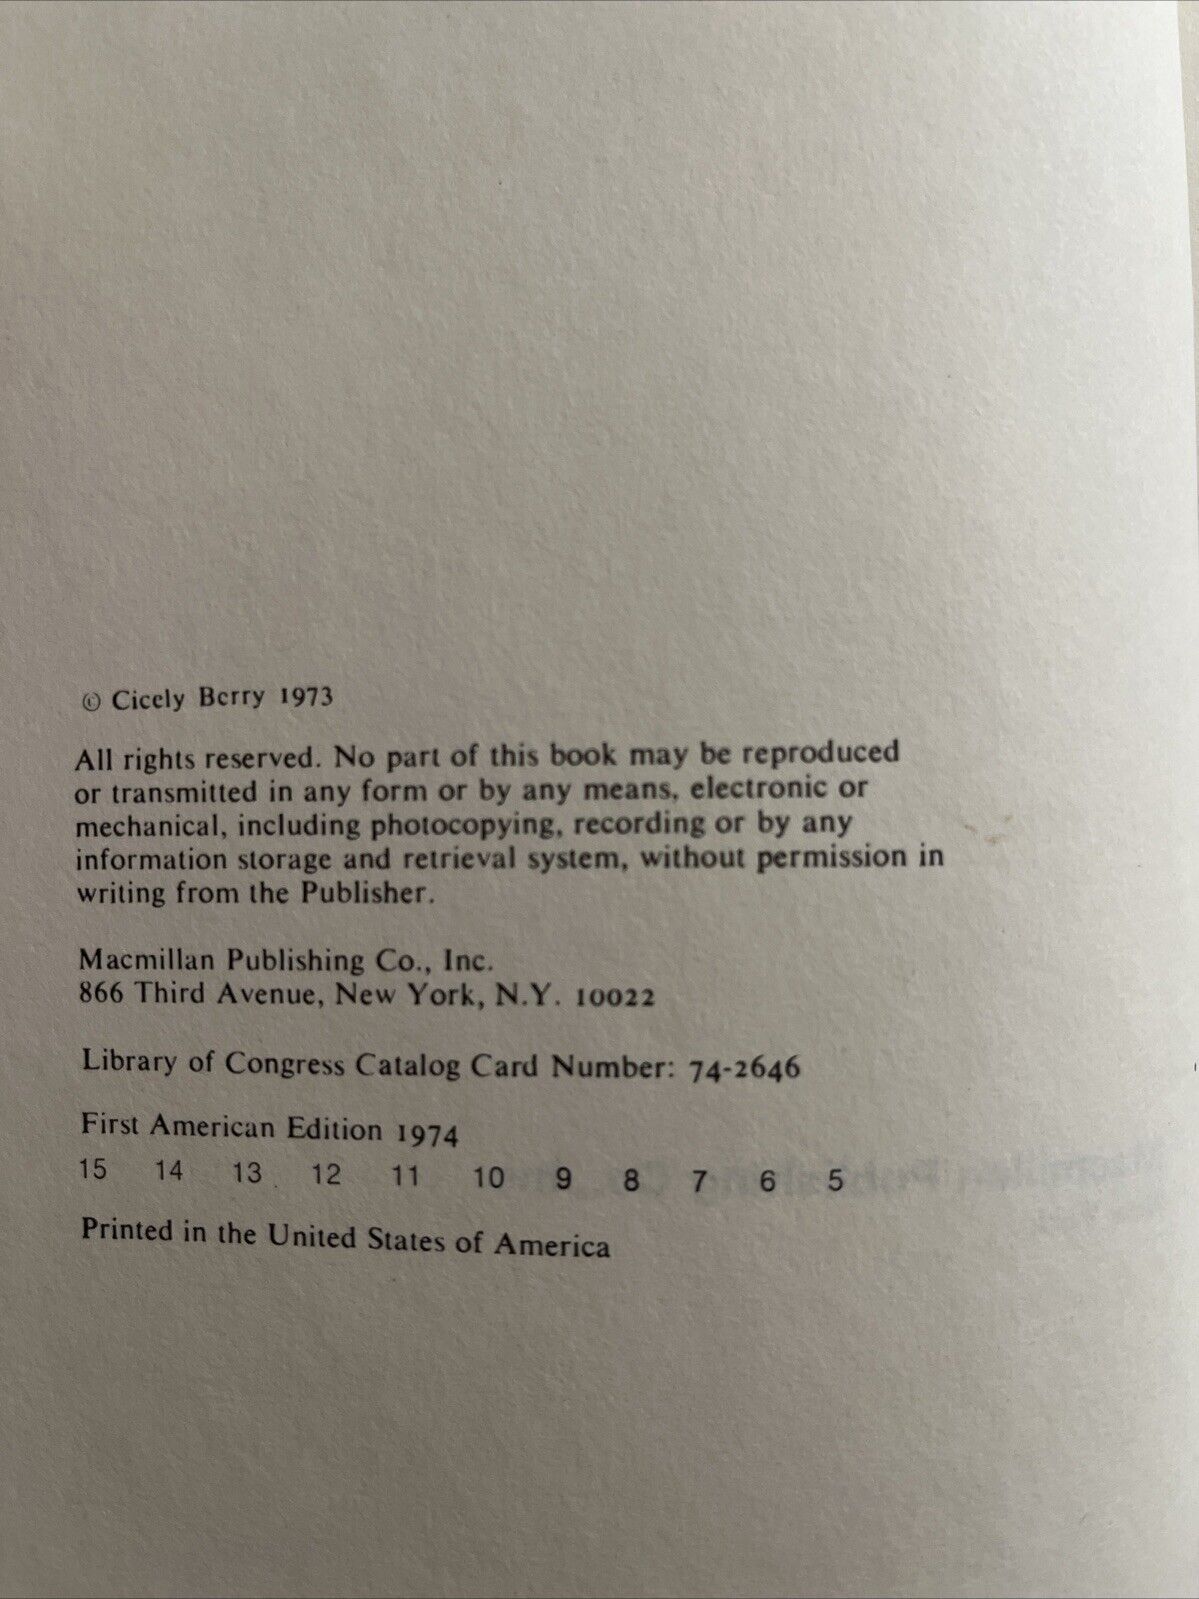 © Cicely Berry 1973
All rights reserved. No part of this book may be reproduced
or transmitted in any form or by any means, electronic or
mechanical, including photocopying, recording or by any
information storage and retrieval system, without permission in
writing from the Publisher.
Macmillan Publishing Co., Inc.
866 Third Avenue, New York, N.Y. 10022
Library of Congress Catalog Card Number: 74-2646
First American Edition 1974
15 14 13 12 11 10 9 8 7 6 5
Printed in the United States of America